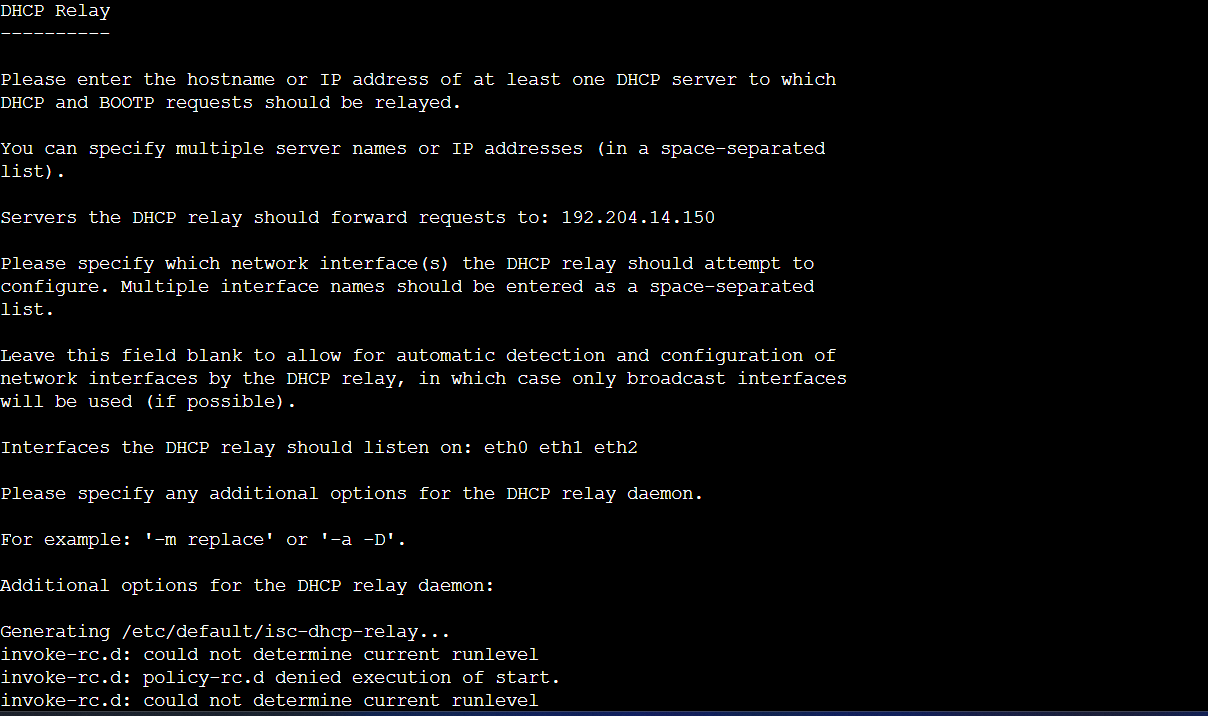 DHCP Relay
----------
Please enter the hostname or IP address of at least one DHCP server to which
DHCP and BOOTP requests should be relayed.
You can specify multiple server names or IP addresses (in a space-separated
list).
Servers the DHCP relay should forward requests to: 192.204.14.150
Please specify which network interface(s) the DHCP relay should attempt to
configure. Multiple interface names should be entered as a space-separated
list.
Leave this field blank to allow for automatic detection and configuration of
network interfaces by the DHCP relay, in which case only broadcast interfaces
will be used (if possible).
Interfaces the DHCP relay should listen on: eth0 eth1 eth2
Please specify any additional options for the DHCP relay daemon.
For example: '-m replace' or '-a -D'.
Additional options for the DHCP relay daemon:
Generating /etc/default/isc-dhcp-relay...
invoke-rc.d: could not determine current runlevel
invoke-rc.d: policy-rc.d denied execution of start.
invoke-rc.d: could not determine current runlevel